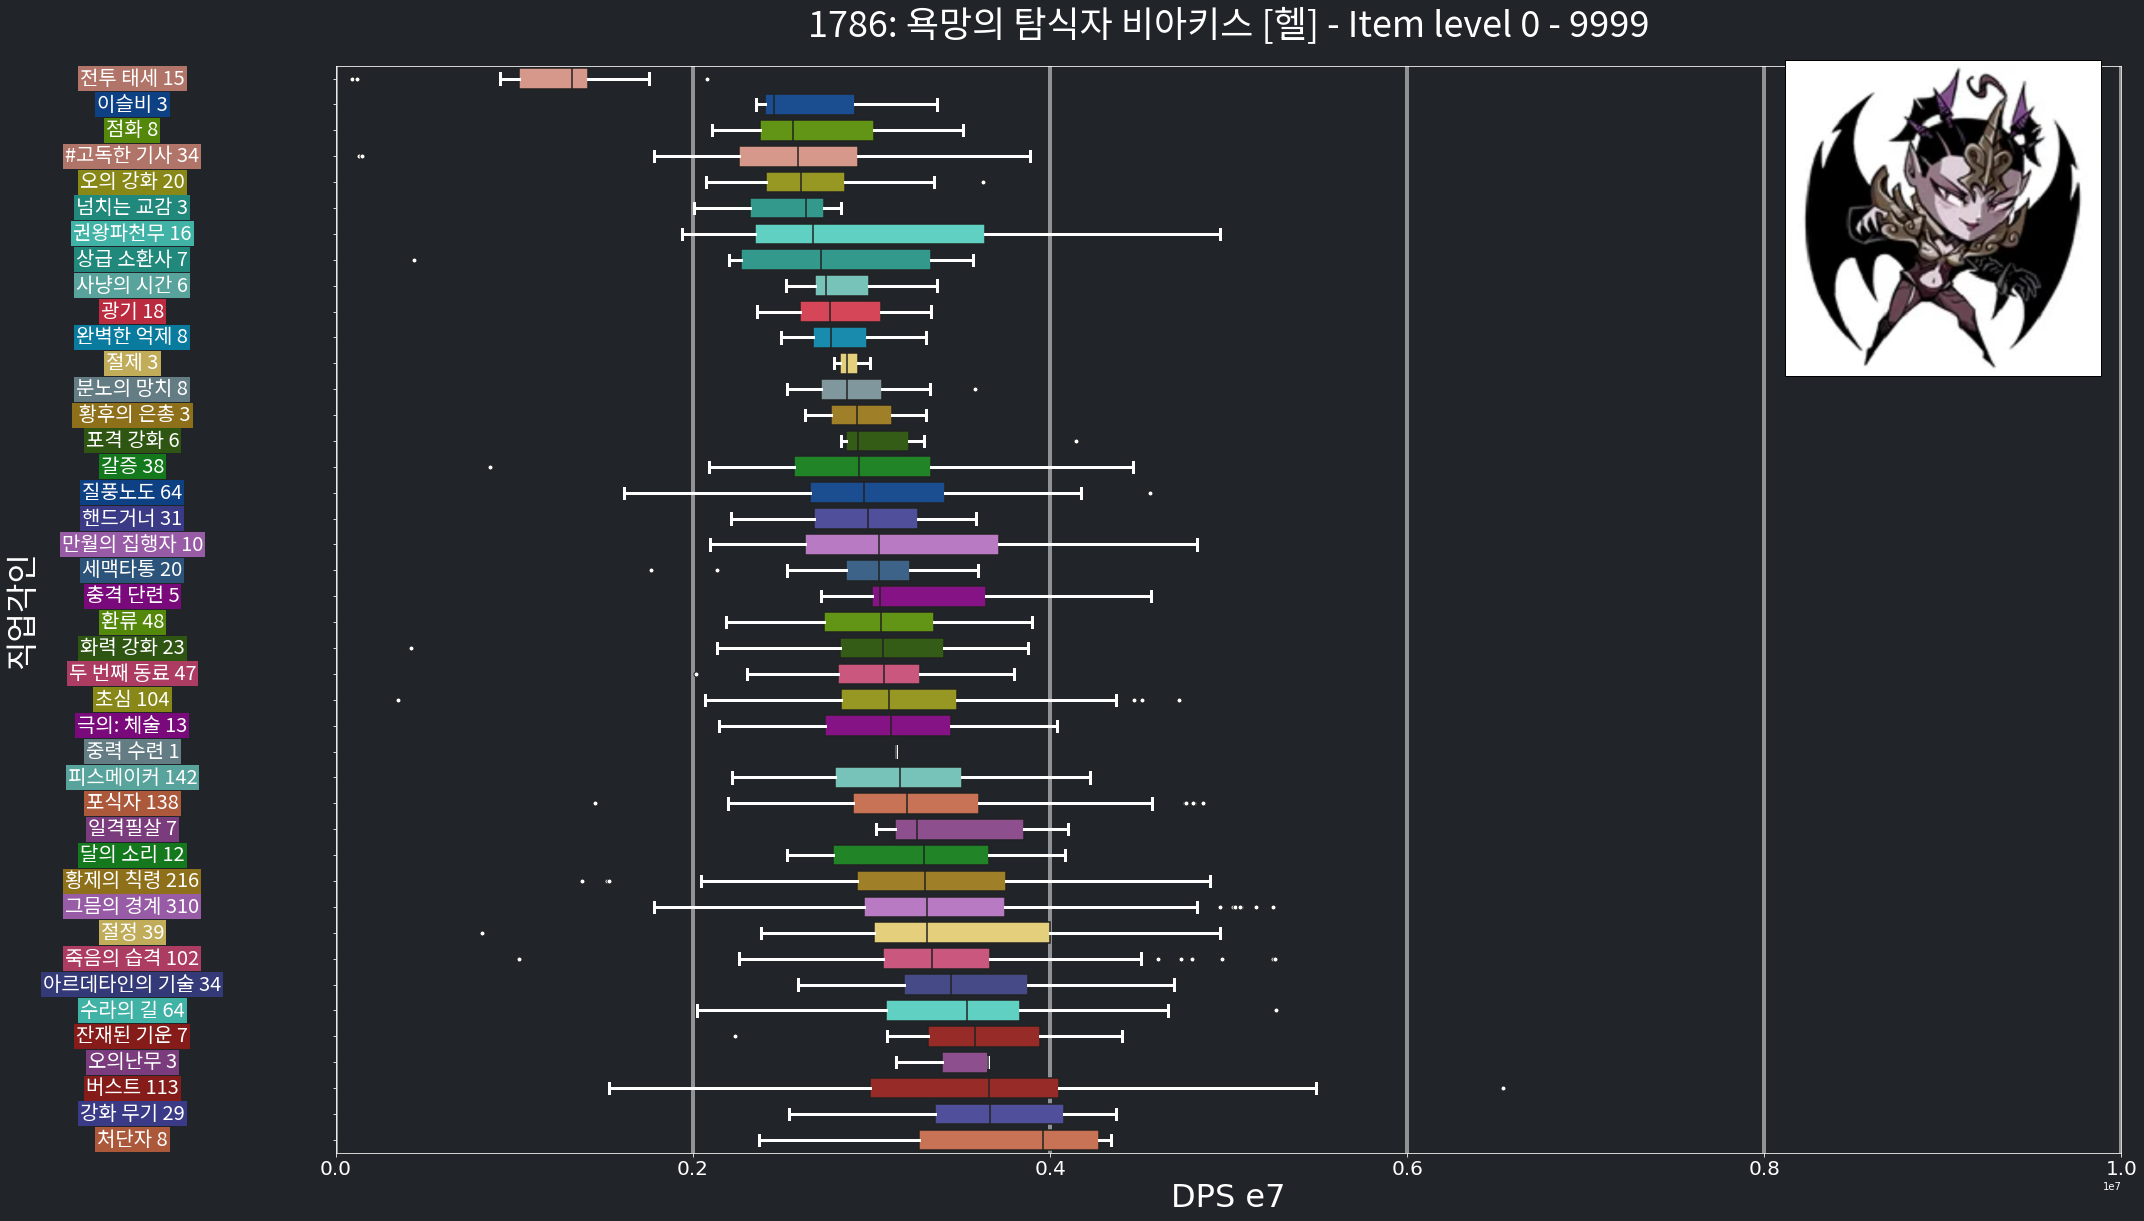 1786: 욕망의 탐식자 비아키스 [헬] - Item level 0 - 9999
직업각인
전투 태세 15
이슬비 3
점화 8
#고독한 기사 34
오의 강화 20
넘치는 교감 3
권왕파천무 16
상급 소환사 7
사냥의 시간 6
광기 18
완벽한 억제 8
절제 3
분노의 망치 8
황후의 은총 3
포격 강화 6
갈증 38
질풍노도 64
핸드거너 31
만월의 집행자 10
세맥타통 20
충격 단련 5
환류 48
화력 강화 23
두 번째 동료 47
초심 104
극의: 체술 13
중력 수련 1
피스메이커 142
포식자 138
일격필살 7
달의 소리 12
황제의 칙령 216
그믐의 경계 310
절정 39
죽음의 습격 102
아르데타인의 기술 34
수라의 길 64
잔재된 기운 7
오의난무 3
버스트 113
강화 무기 29
처단자 8
0.0 0.2 0.4 0.6 0.8 1.0
1e7
DPS e7